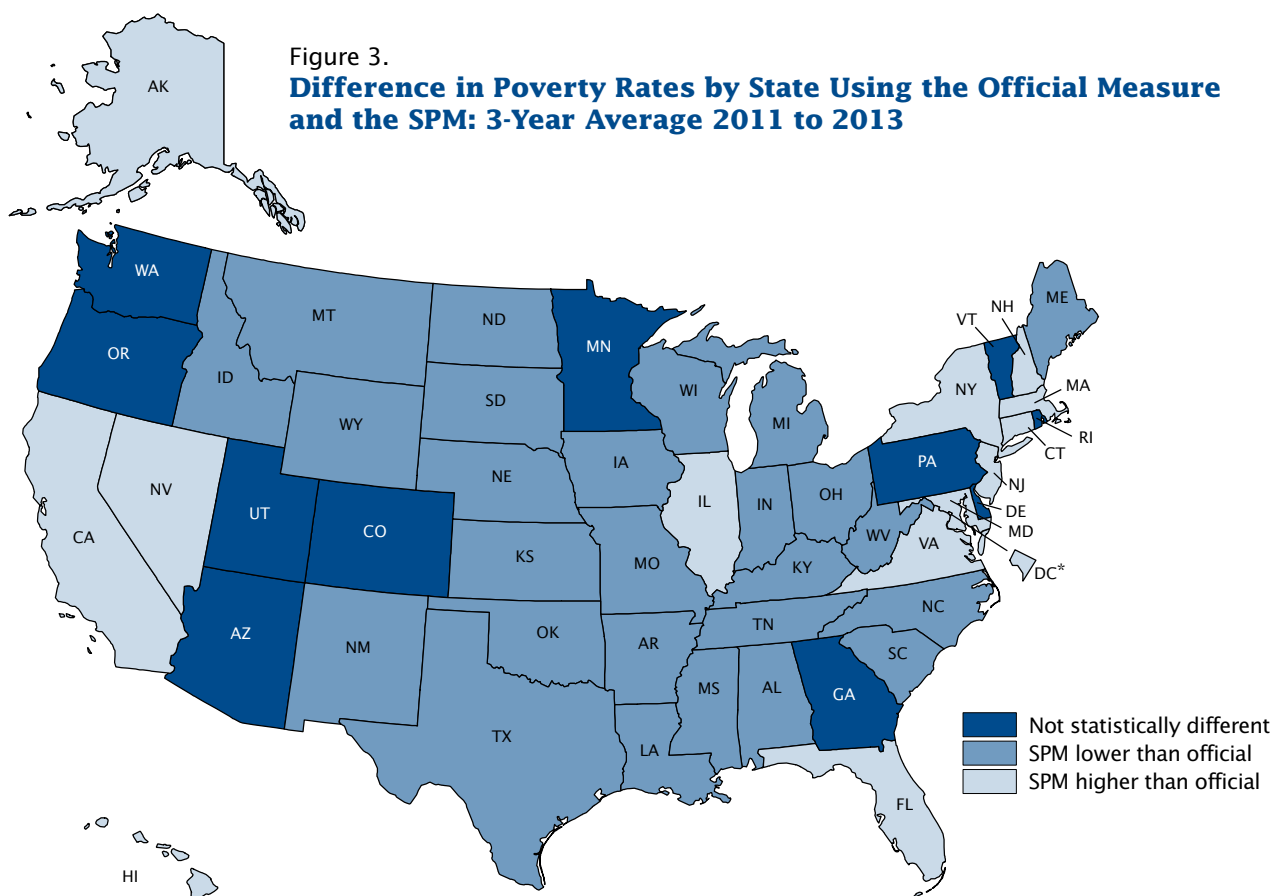 Figure 3.
Difference in Poverty Rates by State Using the Official Measure
and the SPM: 3-Year Average 2011 to 2013
AK
WA
MT
ND
MN
VT
NH
ME
OR
ID
SD
WI
NY
MA
WY
MI
RI
CT
IA
PA
NE
NV
IL
IN
OH
NJ
UT
CO
DE
CA
WV
MD
VA
KS
MO
KY
DC*
NC
TN
AZ
OK
NM
AR
SC
MS
AL
GA
TX
LA
Not statistically different
SPM lower than official
SPM higher than official
FL
HI